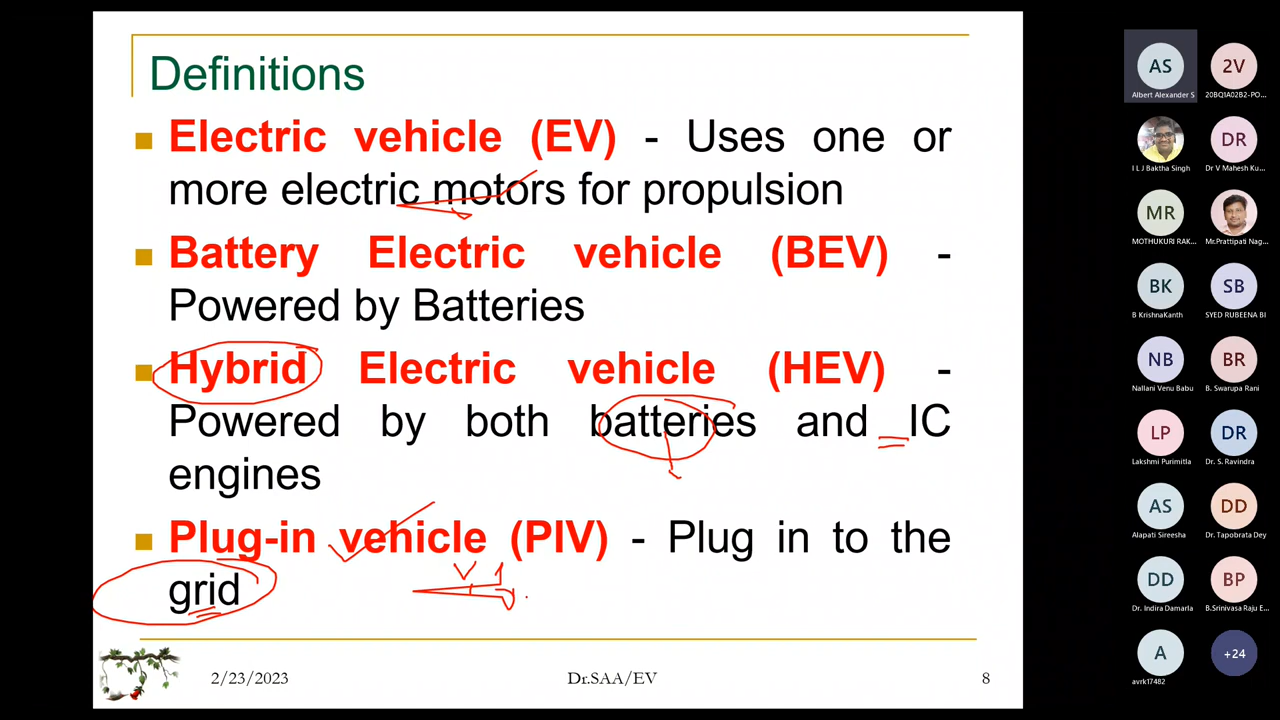 Definitions
Electric vehicle (EV) - Uses one or
more electric motors for propulsion
Battery Electric vehicle (BEV) -
Powered by Batteries
Hybrid Electric vehicle (HEV) -
Powered by both batteries and IC
engines
Plug-in vehicle (PIV) - Plug in to the
grid
2/23/2023 Dr.SAA/EV 8
AS 2V
Albert Alexander S 20BQ1A02B2-PO...
DR
I L J Baktha Singh Dr V Mahesh Ku...
MR
MOTHUKURI RAK... Mr.Prattipati Nag...
BK SB
B KrishnaKanth SYED RUBEENA BI
NB BR
Nallani Venu Babu B. Swarupa Rani
LP DR
Lakshmi Purimitla Dr. S. Ravindra
AS DD
Alapati Sireesha Dr. Tapobrata Dey
DD BP
Dr. Indira Damarla B.Srinivasa Raju E...
A +24
avrk17482